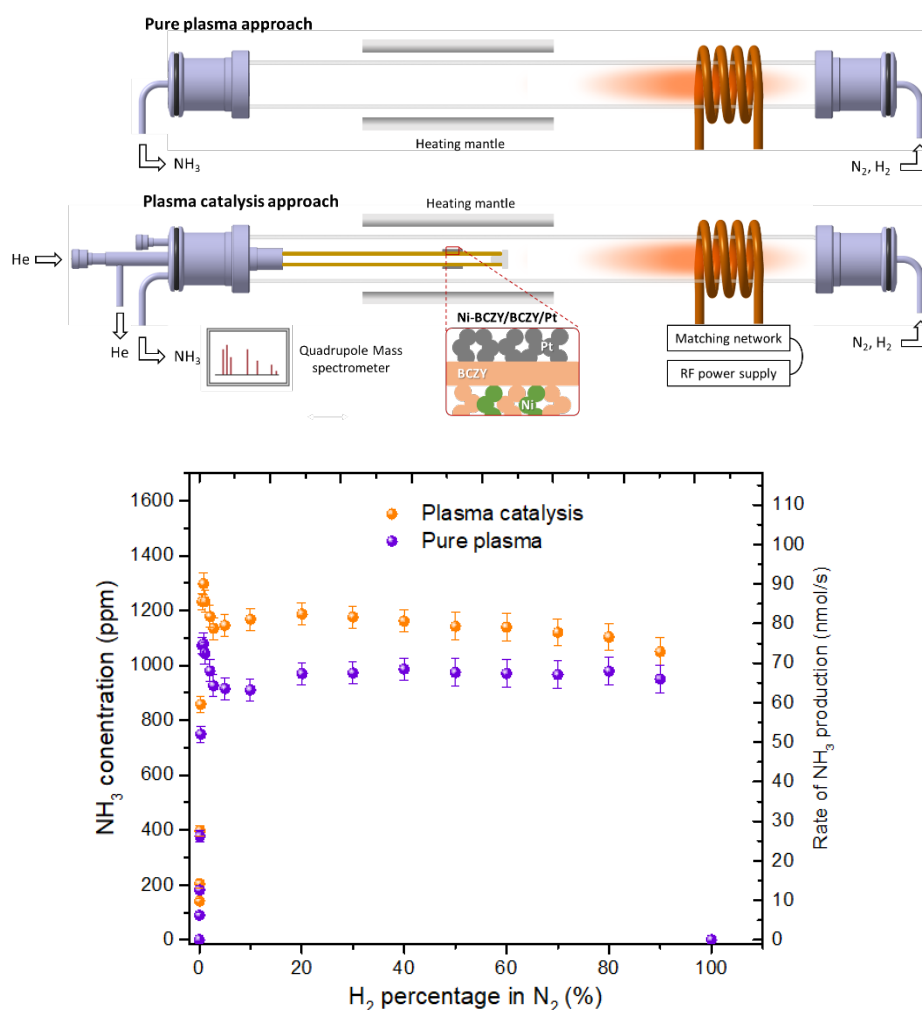 Pure plasma approach
Heating mantle
NH3
N2, H2
Plasma catalysis approach
Heating mantle
He
He
NH3
Quadrupole Mass
spectrometer
Ni-BCZY/BCZY/Pt
Pt
BCZY
Ni
Matching network
RF power supply
N2, H2
Plasma catalysis
Pure plasma
NH3 conentration (ppm)
1600
1400
1200
1000
800
600
400
200
0
Rate of NH3 production (nmol/s)
110
100
90
80
70
60
50
40
30
20
10
0
0
20
40
60
80
100
H2 percentage in N2 (%)